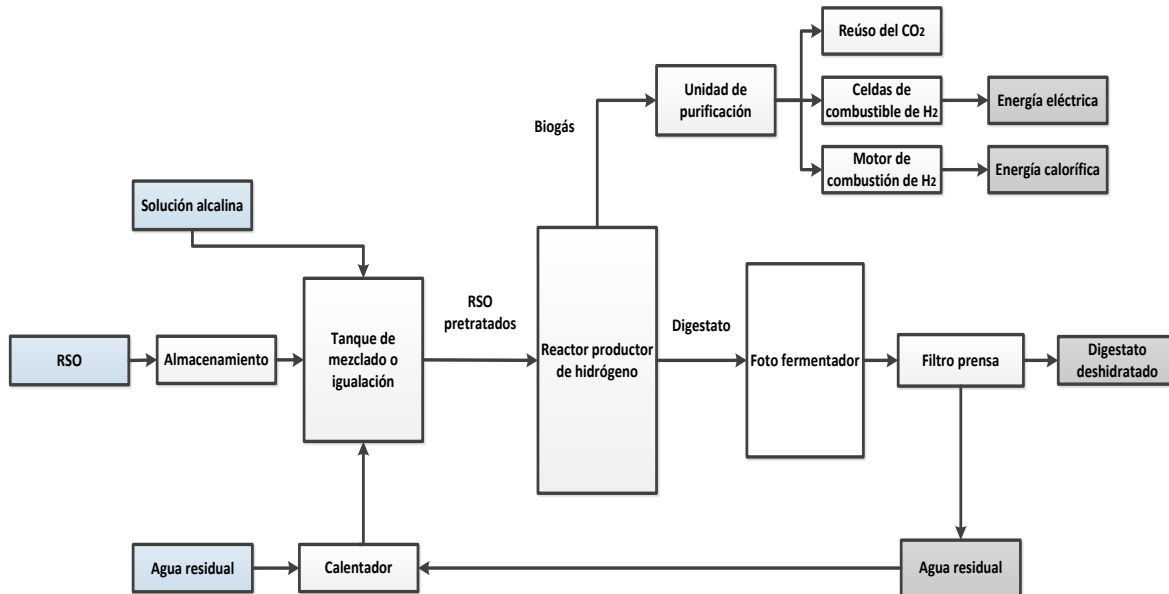 Reúso del CO2
Unidad de
purificación
Celdas de
combustible de H2
Energía eléctrica
Biogás
Motor de
combustión de H2
Energía calorífica
Solución alcalina
RSO
pretratados
Digestato
RSO
Almacenamiento
Tanque de
mezclado o
igualación
Reactor productor
de hidrógeno
Foto fermentador
Filtro prensa
Digestato
deshidratado
Agua residual
Calentador
Agua residual